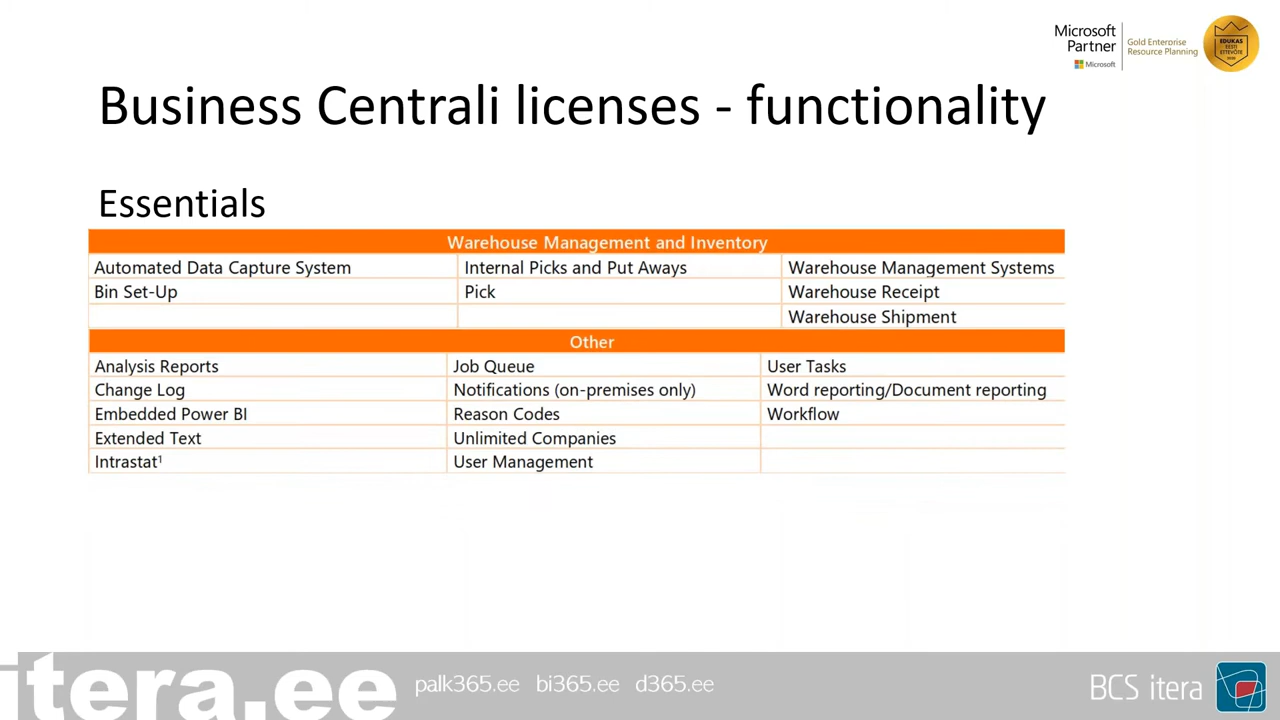 Microsoft
Partner
Microsoft
Gold Enterprise
Resource Planning
EDUKAS
EESTI
ETTEVÕTE
Business Centrali licenses - functionality
Essentials
Warehouse Management and Inventory
Automated Data Capture System Internal Picks and Put Aways Warehouse Management Systems
Bin Set-Up Pick Warehouse Receipt
Warehouse Shipment
Other
Analysis Reports Job Queue User Tasks
Change Log Notifications (on-premises only) Word reporting/Document reporting
Embedded Power BI Reason Codes Workflow
Extended Text Unlimited Companies
Intrastat¹ User Management
itera.ee palk365.ee bi365.ee d365.ee BCS itera